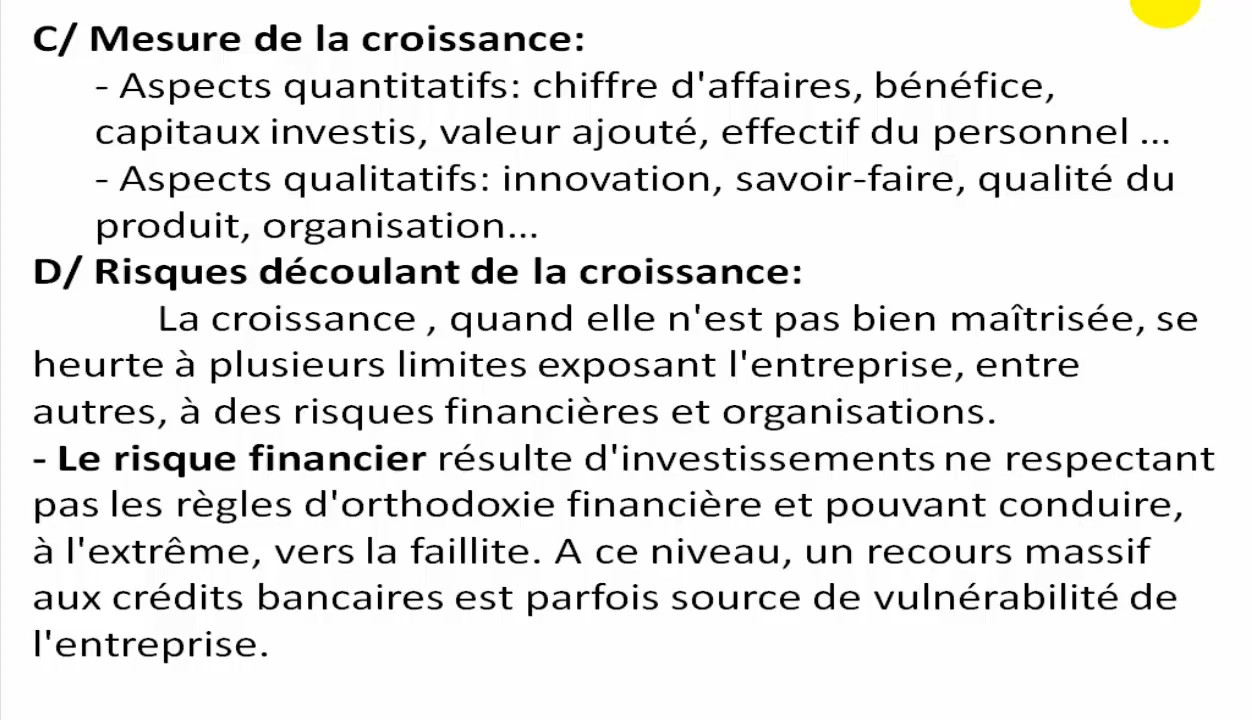 C/ Mesure de la croissance:
- Aspects quantitatifs: chiffre d'affaires, bénéfice,
capitaux investis, valeur ajouté, effectif du personnel ...
- Aspects qualitatifs: innovation, savoir-faire, qualité du
produit, organisation...
D/ Risques découlant de la croissance:
La croissance , quand elle n'est pas bien maîtrisée, se
heurte à plusieurs limites exposant l'entreprise, entre
autres, à des risques financières et organisations.
- Le risque financier résulte d'investissements ne respectant
pas les règles d'orthodoxie financière et pouvant conduire,
à l'extrême, vers la faillite. A ce niveau, un recours massif
aux crédits bancaires est parfois source de vulnérabilité de
l'entreprise.